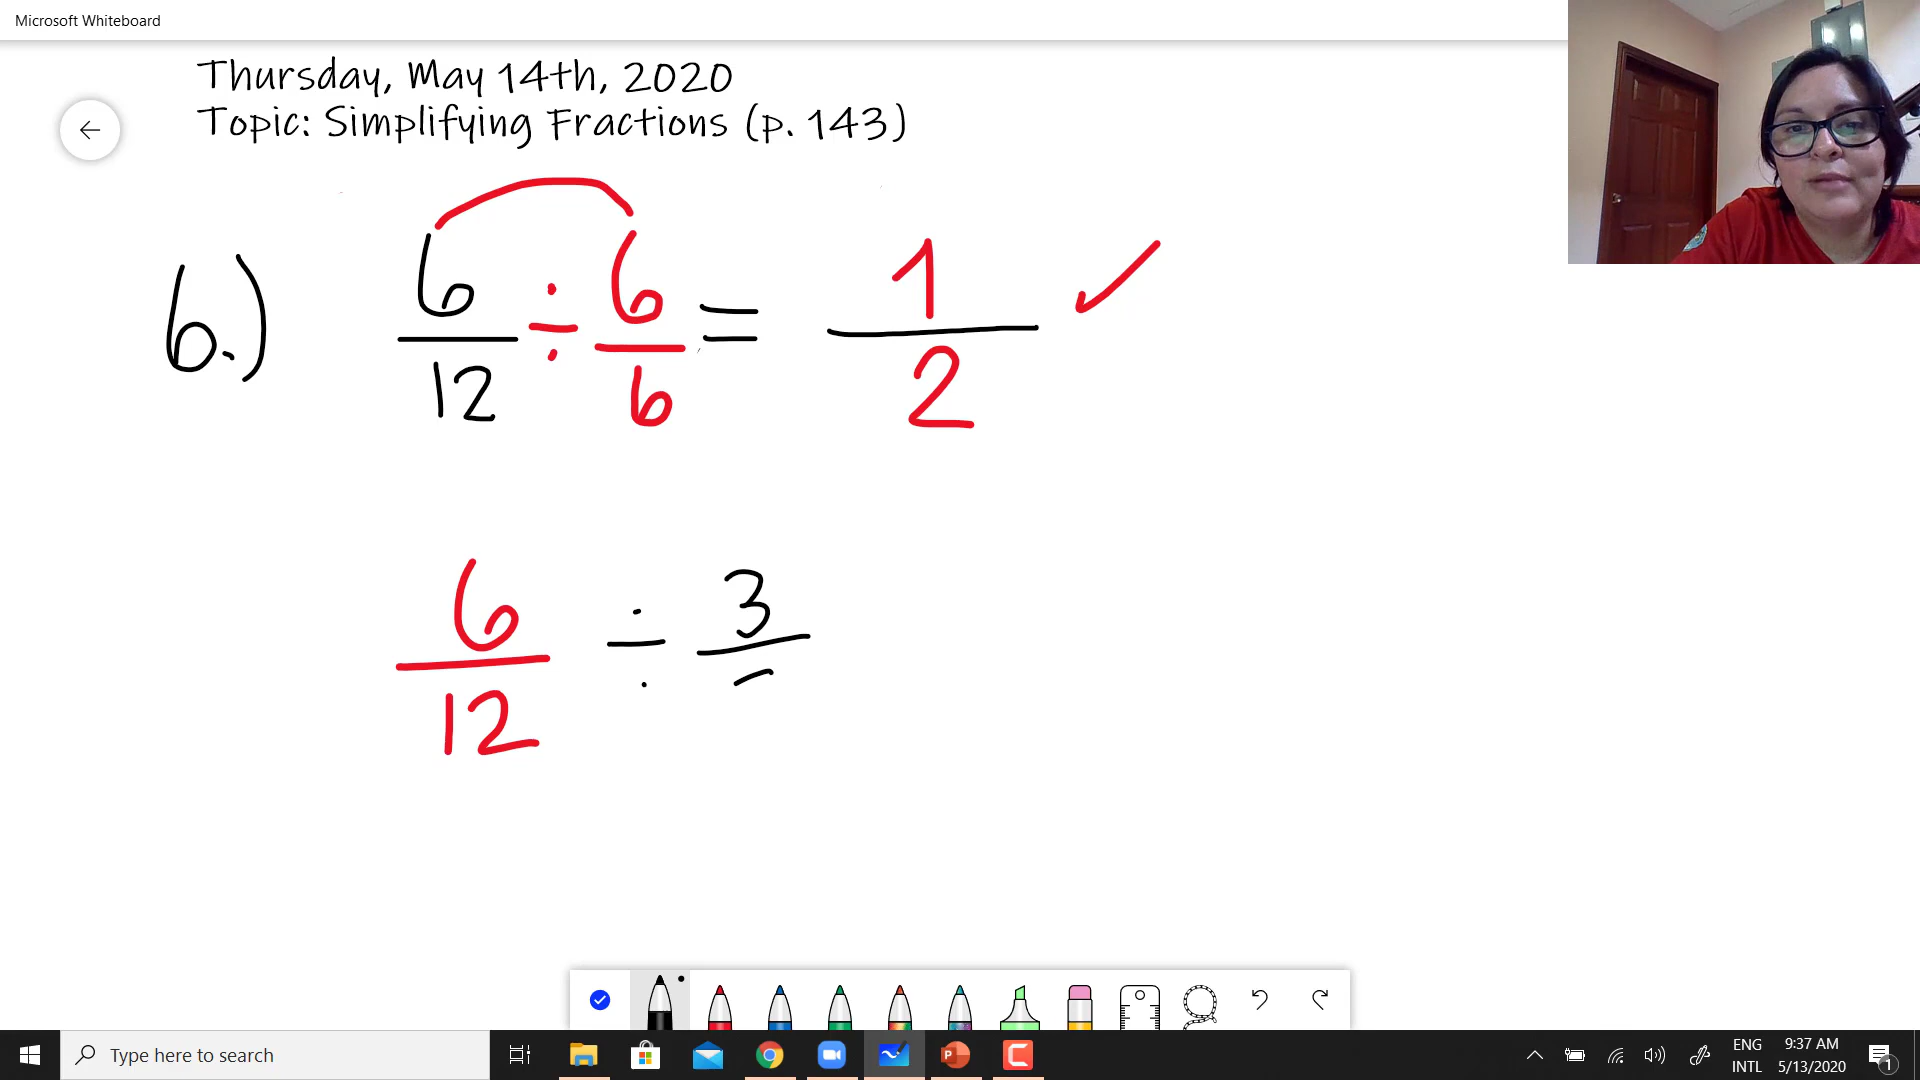 Microsoft Whiteboard
Thursday, May 14th, 2020
Topic: Simplifying Fractions (p. 143)
6.) 6/12 ÷ 6/6 = 1/2 ✓
6/12 ÷ 3/
Type here to search
ENG
INTL
9:37 AM
5/13/2020
1